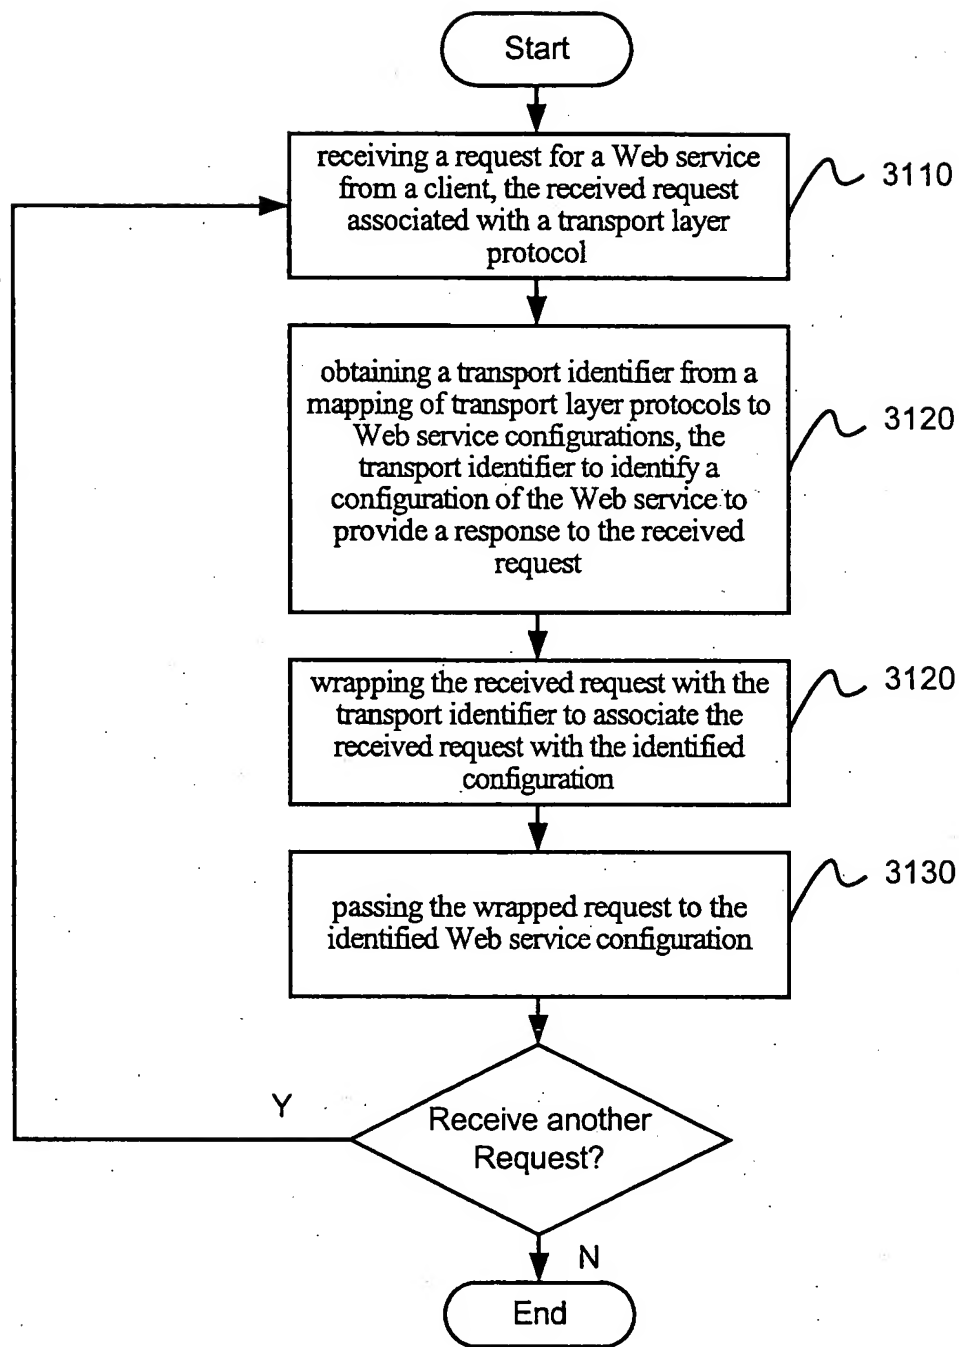 Start
receiving a request for a Web service
from a client, the received request
associated with a transport layer
protocol
3110
obtaining a transport identifier from a
mapping of transport layer protocols to
Web service configurations, the
transport identifier to identify a
configuration of the Web service to
provide a response to the received
request
3120
wrapping the received request with the
transport identifier to associate the
received request with the identified
configuration
3120
passing the wrapped request to the
identified Web service configuration
3130
Receive another
Request?
Y
N
End